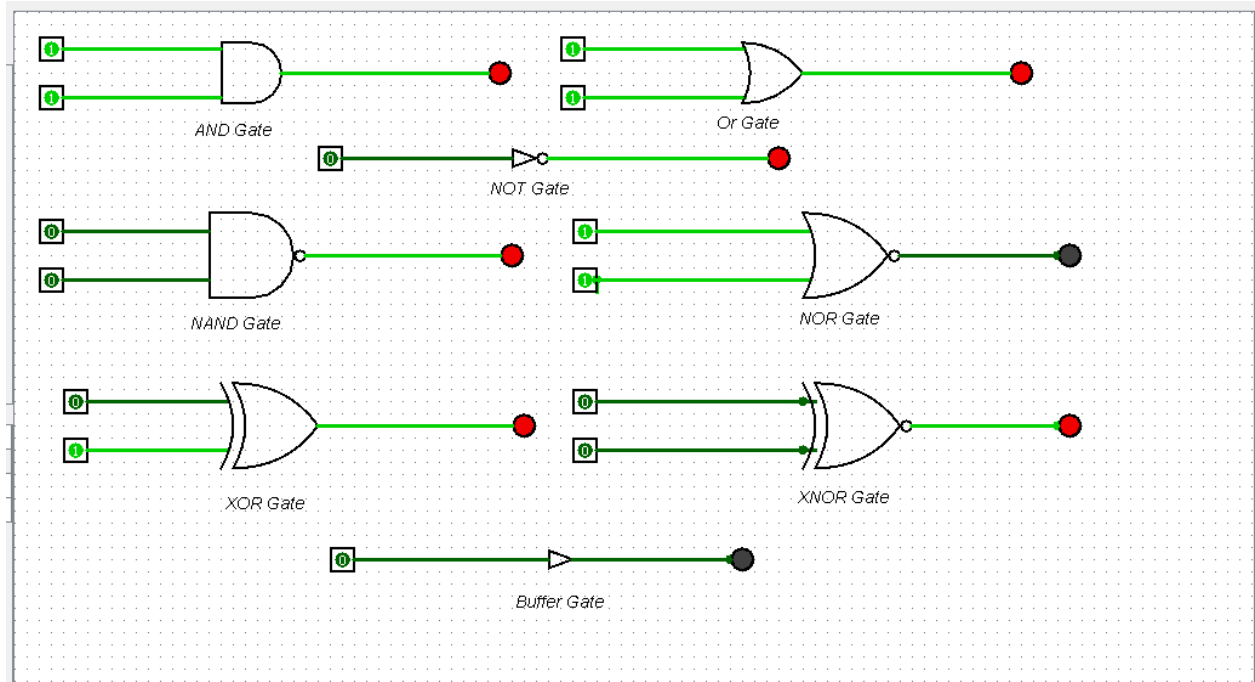 1
1
AND Gate
1
1
Or Gate
0
NOT Gate
0
0
NAND Gate
1
1
NOR Gate
0
1
XOR Gate
0
0
XNOR Gate
0
Buffer Gate